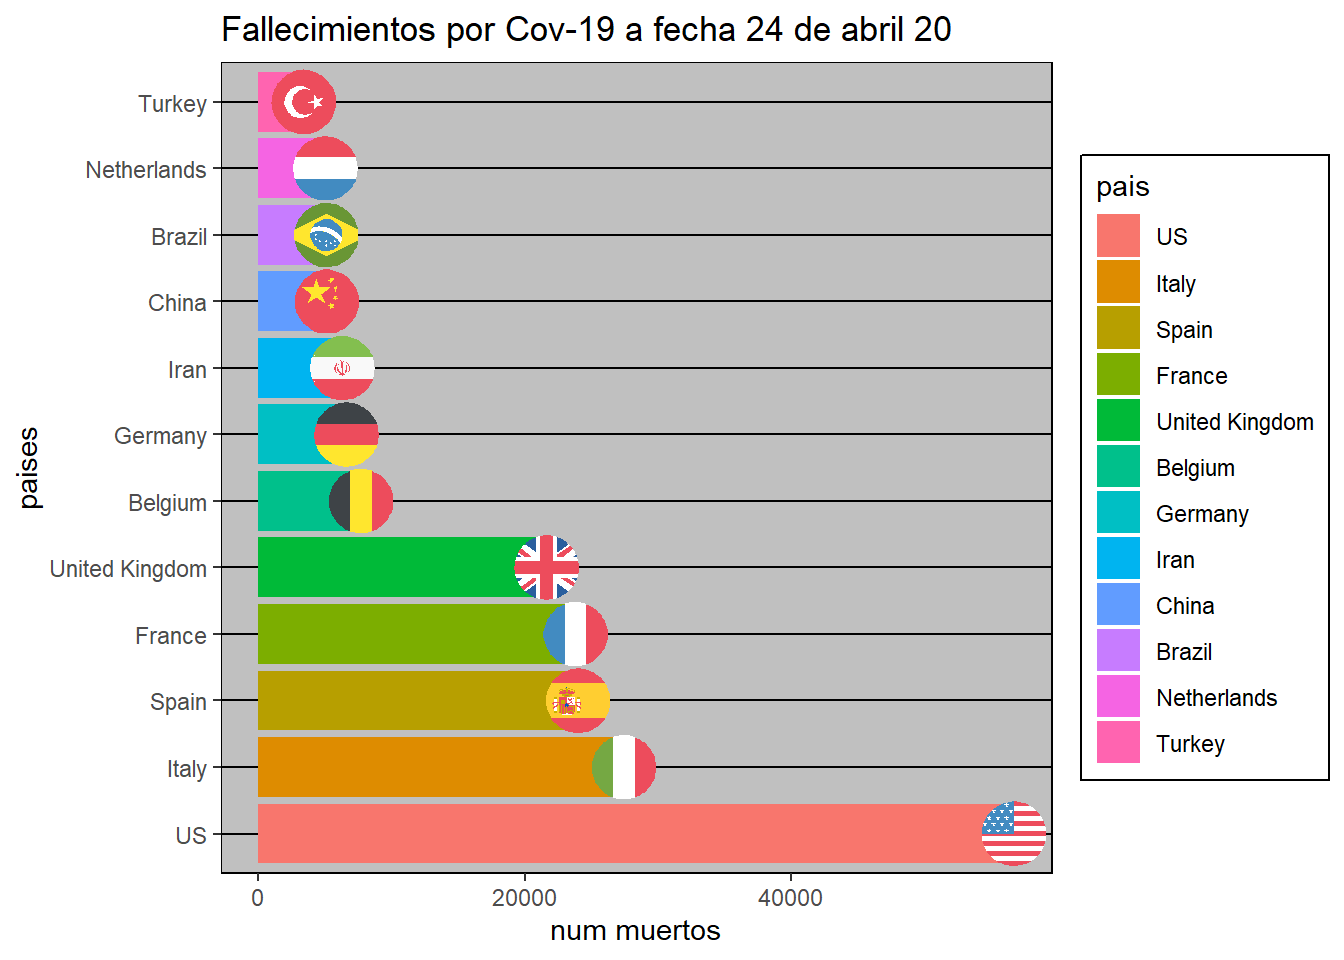 Fallecimientos por Cov-19 a fecha 24 de abril 20
Turkey
Netherlands
Brazil
China
Iran
Germany
Belgium
United Kingdom
France
Spain
Italy
US
paises
0 20000 40000
num muertos
pais
US
Italy
Spain
France
United Kingdom
Belgium
Germany
Iran
China
Brazil
Netherlands
Turkey